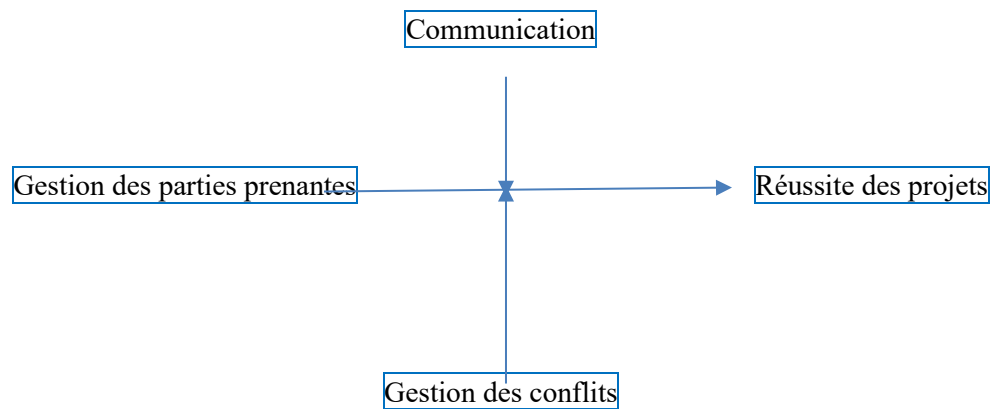 Communication
Gestion des parties prenantes
Réussite des projets
Gestion des conflits